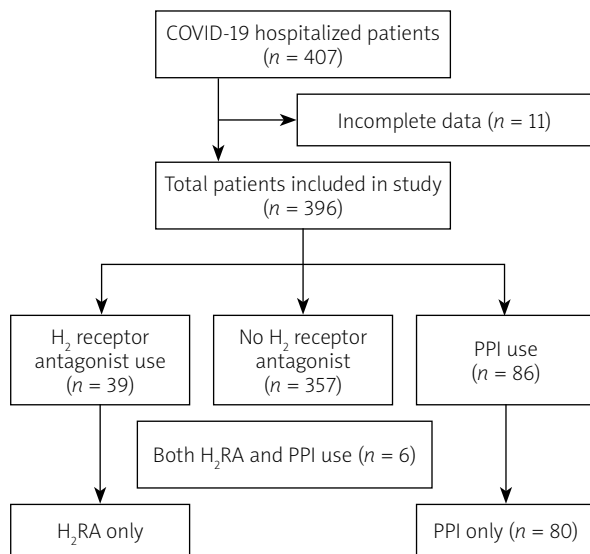 COVID-19 hospitalized patients
(n = 407)
Incomplete data (n = 11)
Total patients included in study
(n = 396)
H₂ receptor
antagonist use
(n = 39)
No H₂ receptor
antagonist
(n = 357)
PPI use
(n = 86)
Both H₂RA and PPI use (n = 6)
H₂RA only
PPI only (n = 80)